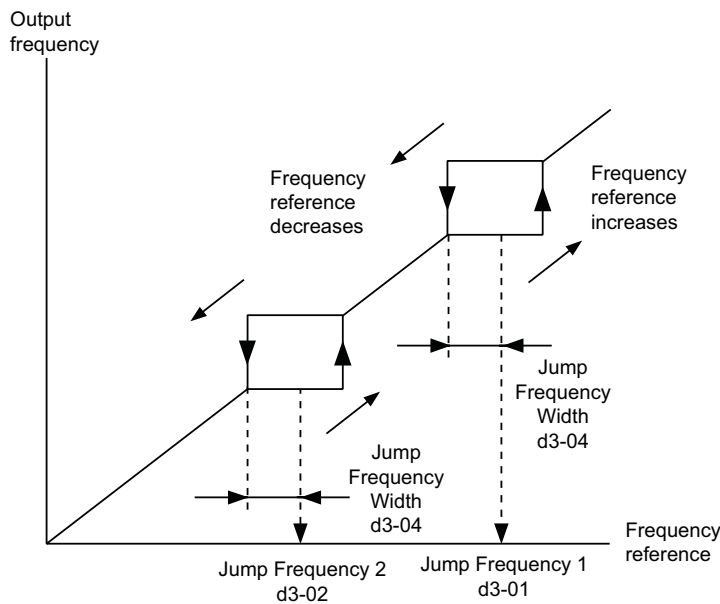 Output
frequency
Frequency
reference
decreases
Frequency
reference
increases
Jump
Frequency
Width
d3-04
Jump
Frequency
Width
d3-04
Frequency
reference
Jump Frequency 2
d3-02
Jump Frequency 1
d3-01